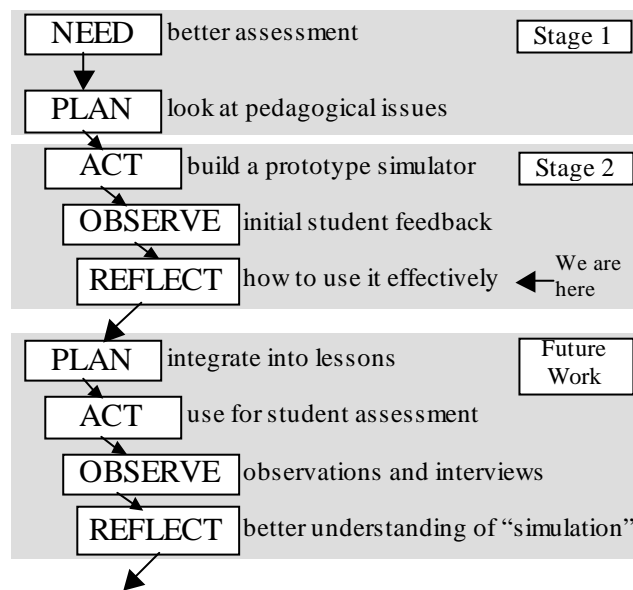 NEED better assessment Stage 1
PLAN look at pedagogical issues
ACT build a prototype simulator Stage 2
OBSERVE initial student feedback
REFLECT how to use it effectively We are
here
PLAN integrate into lessons Future
Work
ACT use for student assessment
OBSERVE observations and interviews
REFLECT better understanding of “simulation”